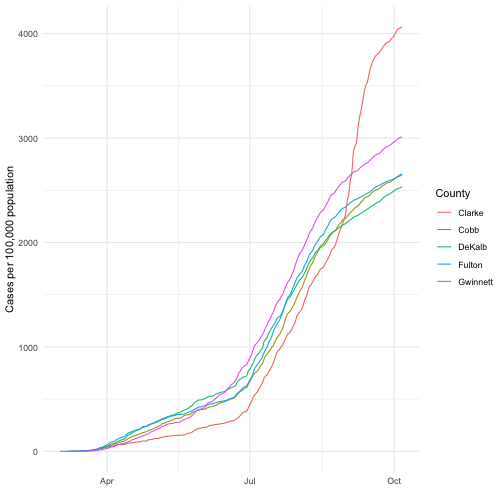 4000
3000
2000
1000
0
Cases per 100,000 population
Apr
Jul
Oct
County
Clarke
Cobb
DeKalb
Fulton
Gwinnett